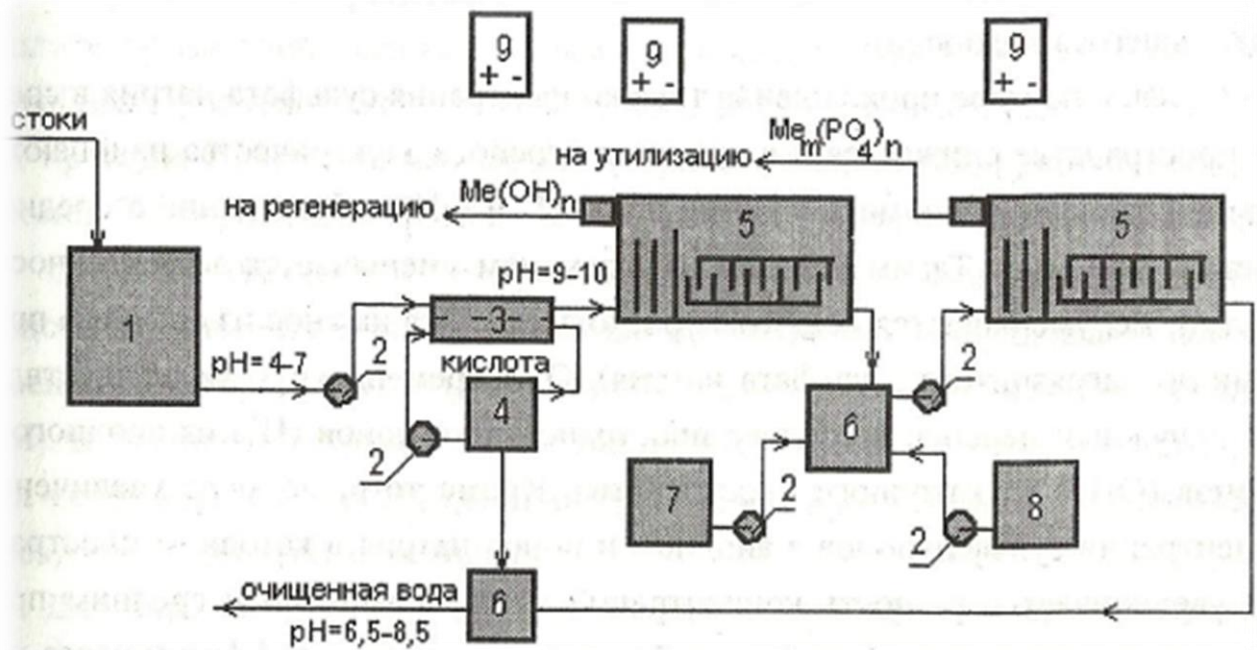 9
+ -
9
+ -
9
+ -
стоки
Me m(PO 4)n
на утилизацию
Me(OH)n
на регенерацию
5
5
pH=9-10
1
3
2
2
pH=4-7
кислота
4
6
2
7
2
2
8
очищенная вода
6
pH=6,5-8,5